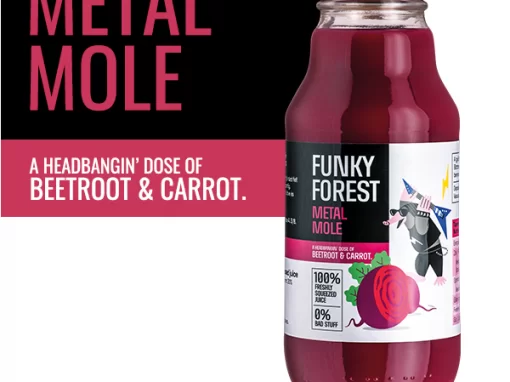 METAL
MOLE
A HEADBANGIN' DOSE OF
BEETROOT & CARROT.
FUNKY
FOREST
METAL
MOLE
A HEADBANGIN' DOSE OF
BEETROOT & CARROT.
100%
FRESHLY
SQUEEZED
JUICE
0%
BAD STUFF